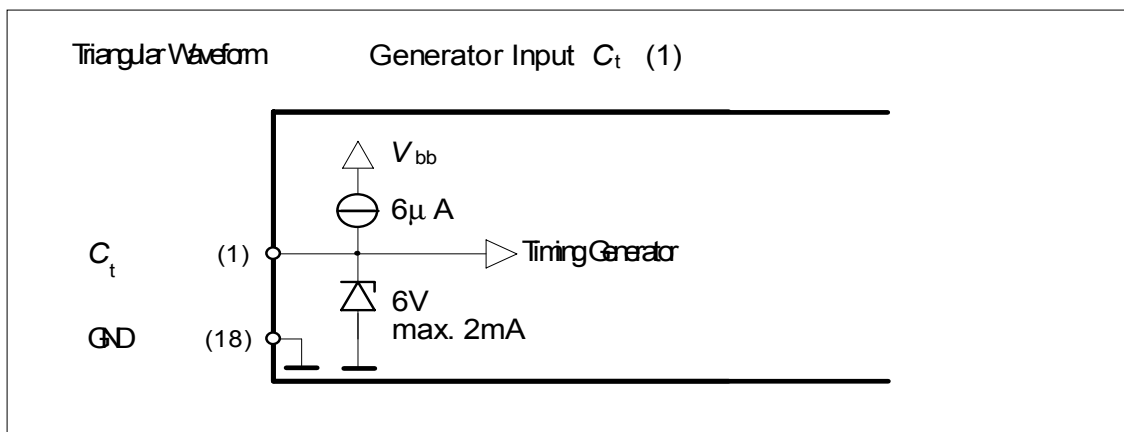 Triangular Waveform Generator Input Ct (1)
Vbb
6μ A
Ct (1) Timing Generator
6V
max. 2mA
GND (18)